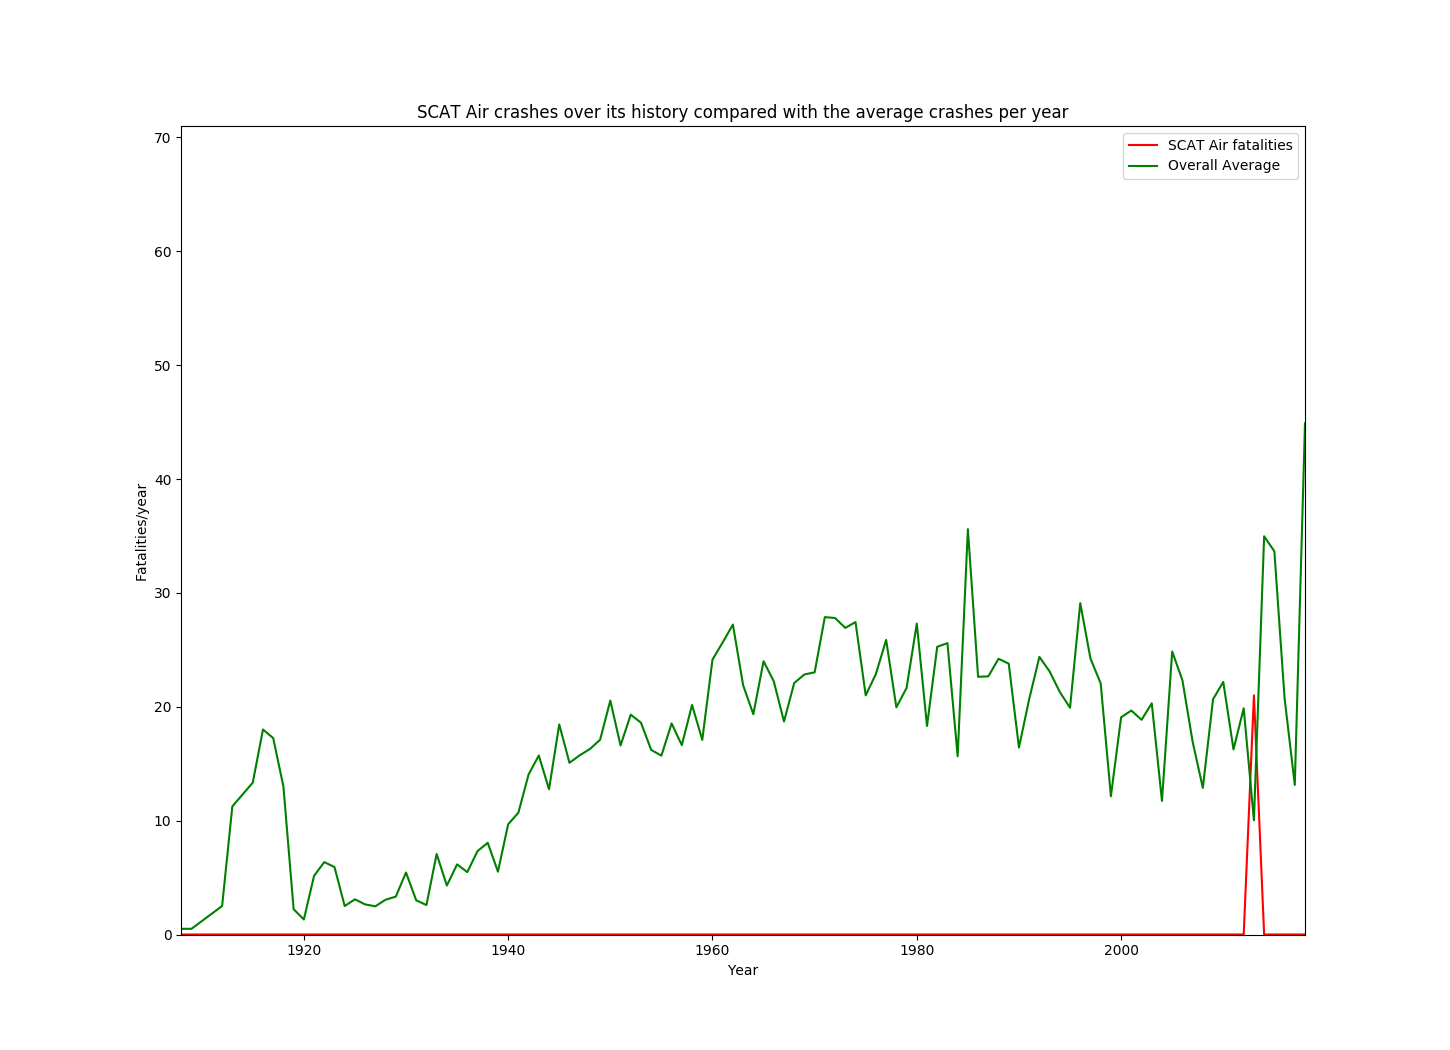 SCAT Air crashes over its history compared with the average crashes per year
SCAT Air fatalities
Overall Average
70
60
50
40
30
20
10
0
Fatalities/year
1920
1940
1960
1980
2000
Year